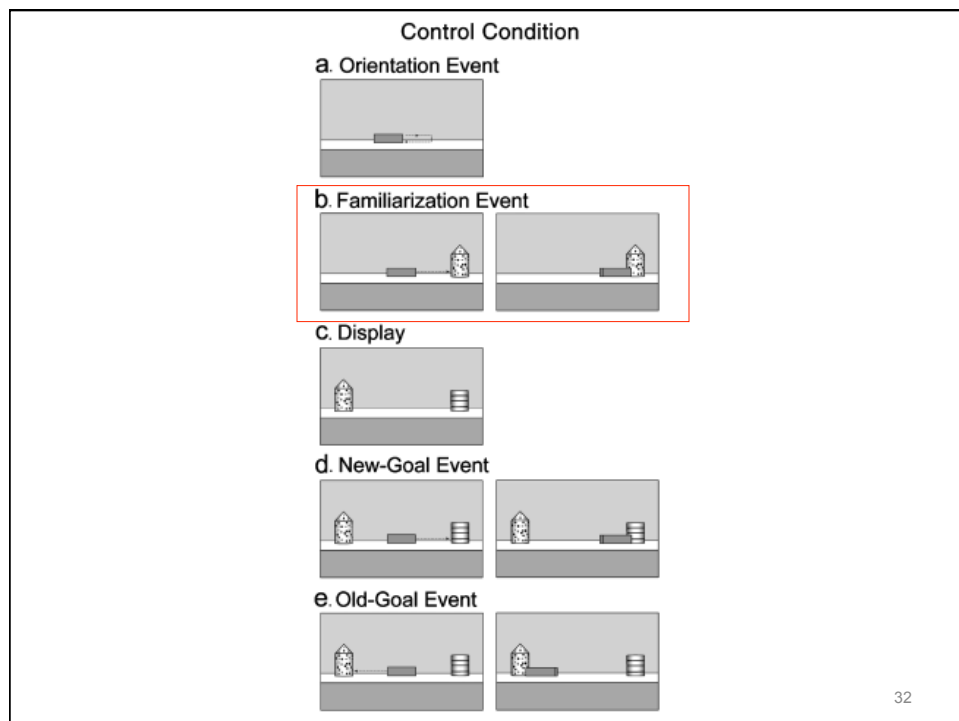 Control Condition
a. Orientation Event
b. Familiarization Event
c. Display
d. New-Goal Event
e. Old-Goal Event
32